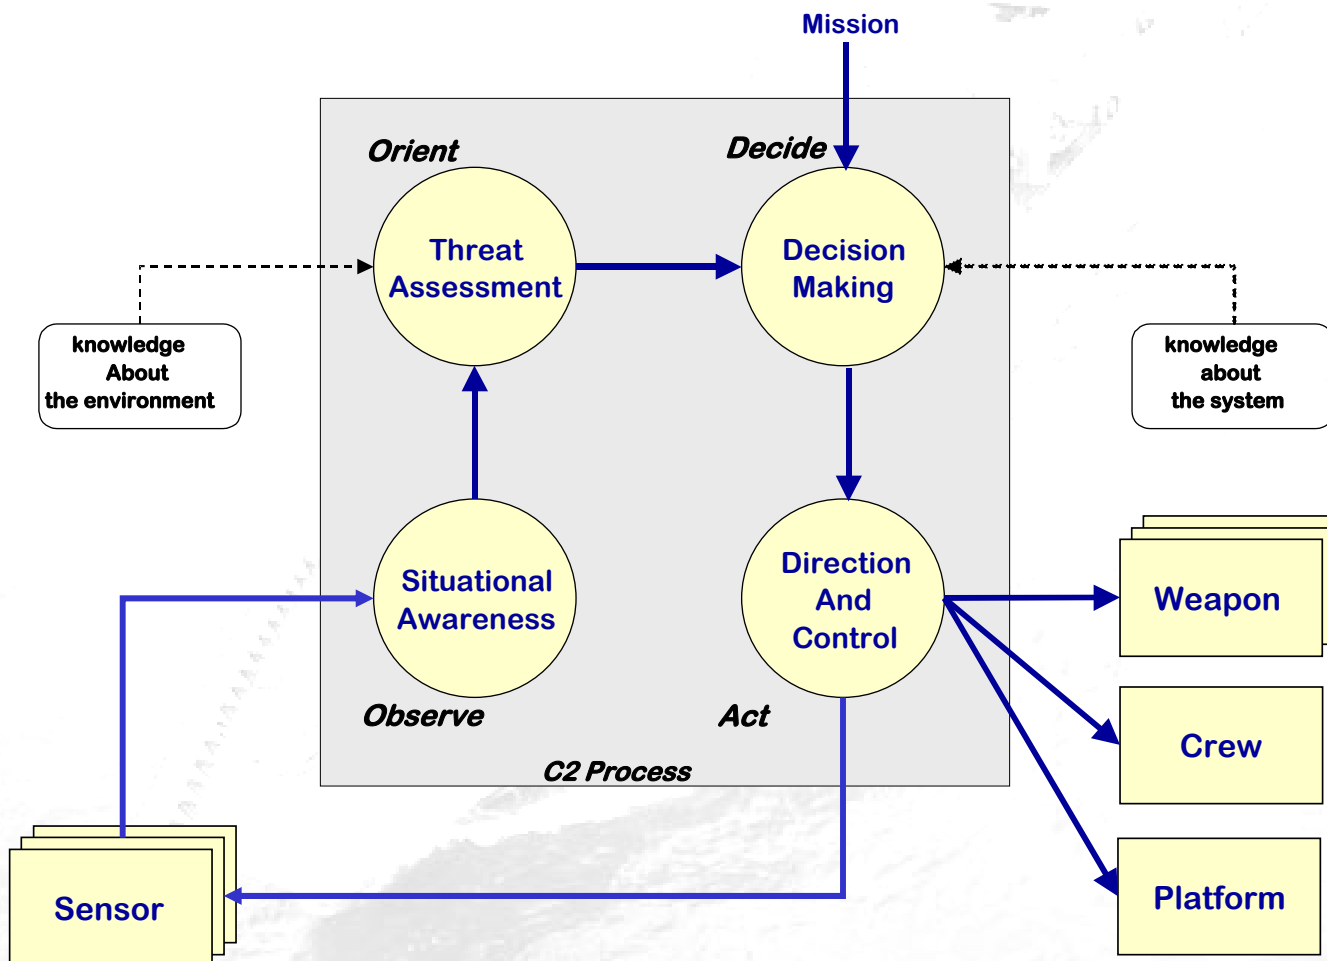 Mission
Orient
Decide
Threat
Assessment
Decision
Making
knowledge
About
the environment
knowledge
about
the system
Situational
Awareness
Direction
And
Control
Weapon
Observe
Act
Crew
C2 Process
Sensor
Platform